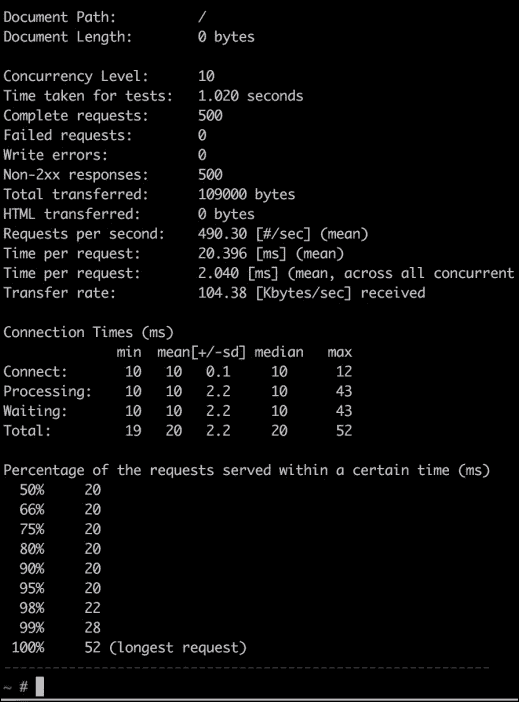 Document Path: /
Document Length: 0 bytes
Concurrency Level: 10
Time taken for tests: 1.020 seconds
Complete requests: 500
Failed requests: 0
Write errors: 0
Non-2xx responses: 500
Total transferred: 109000 bytes
HTML transferred: 0 bytes
Requests per second: 490.30 [#/sec] (mean)
Time per request: 20.396 [ms] (mean)
Time per request: 2.040 [ms] (mean, across all concurrent
Transfer rate: 104.38 [Kbytes/sec] received
Connection Times (ms)
min mean[+/-sd] median max
Connect: 10 10 0.1 10 12
Processing: 10 10 2.2 10 43
Waiting: 10 10 2.2 10 43
Total: 19 20 2.2 20 52
Percentage of the requests served within a certain time (ms)
50% 20
66% 20
75% 20
80% 20
90% 20
95% 20
98% 22
99% 28
100% 52 (longest request)
------------------------------------------------------------
~ #